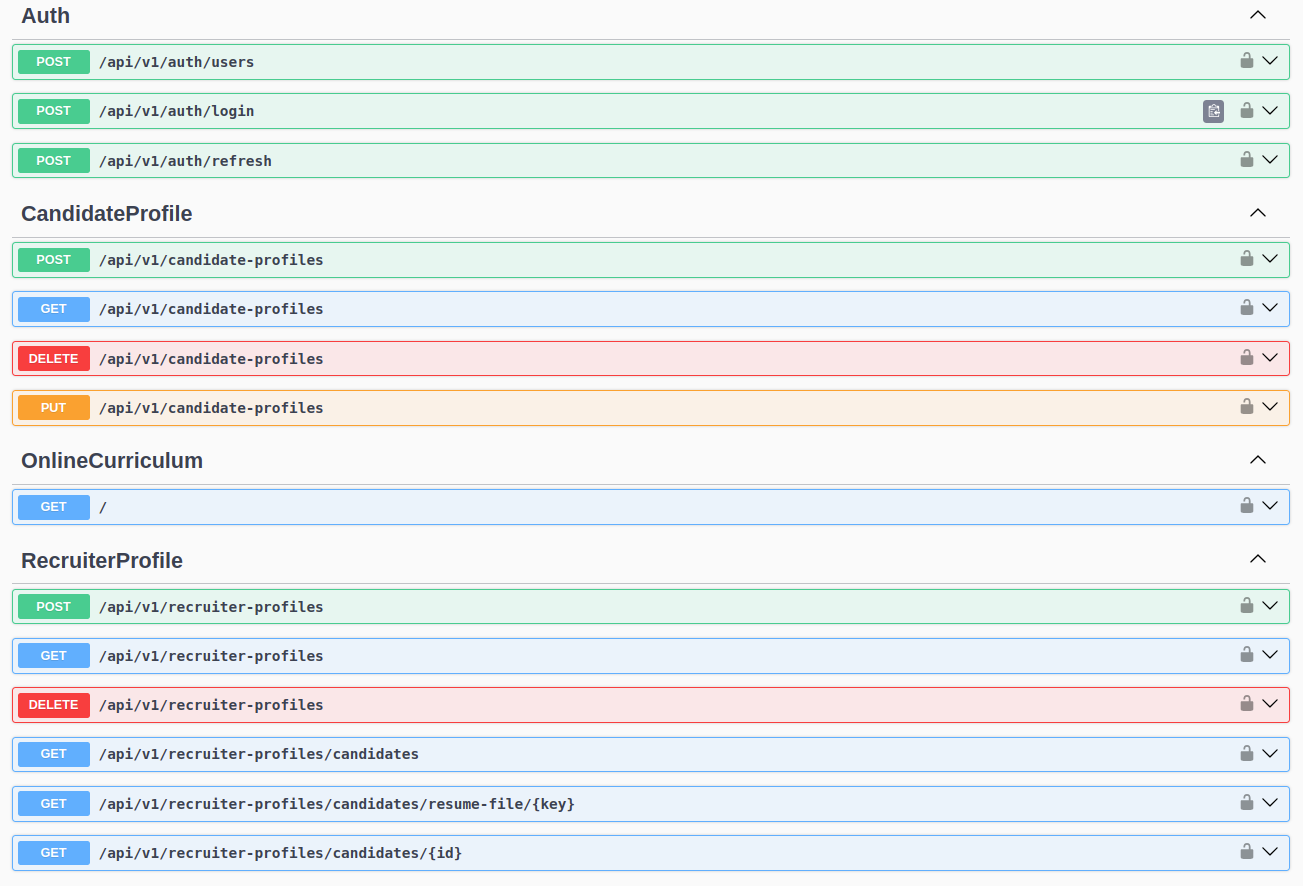 Auth
POST /api/v1/auth/users
POST /api/v1/auth/login
POST /api/v1/auth/refresh
CandidateProfile
POST /api/v1/candidate-profiles
GET /api/v1/candidate-profiles
DELETE /api/v1/candidate-profiles
PUT /api/v1/candidate-profiles
OnlineCurriculum
GET /
RecruiterProfile
POST /api/v1/recruiter-profiles
GET /api/v1/recruiter-profiles
DELETE /api/v1/recruiter-profiles
GET /api/v1/recruiter-profiles/candidates
GET /api/v1/recruiter-profiles/candidates/resume-file/{key}
GET /api/v1/recruiter-profiles/candidates/{id}